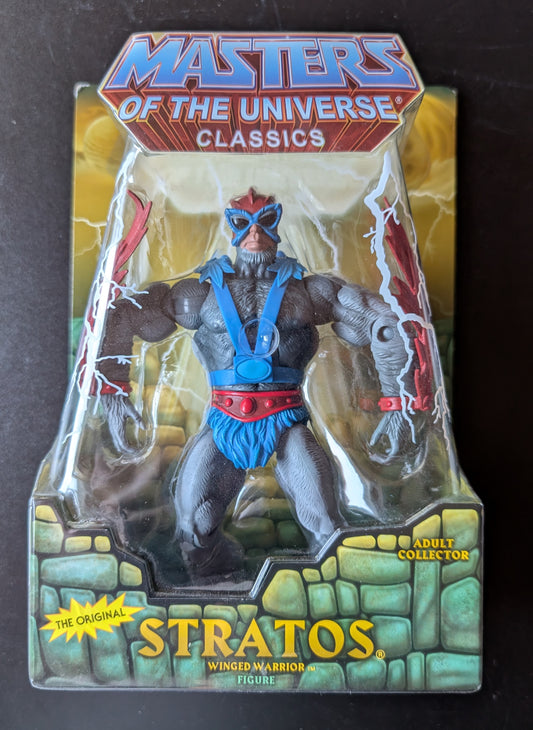 MASTERS
OF THE UNIVERSE®
CLASSICS
ADULT
COLLECTOR
THE ORIGINAL
STRATOS®
WINGED WARRIOR™
FIGURE